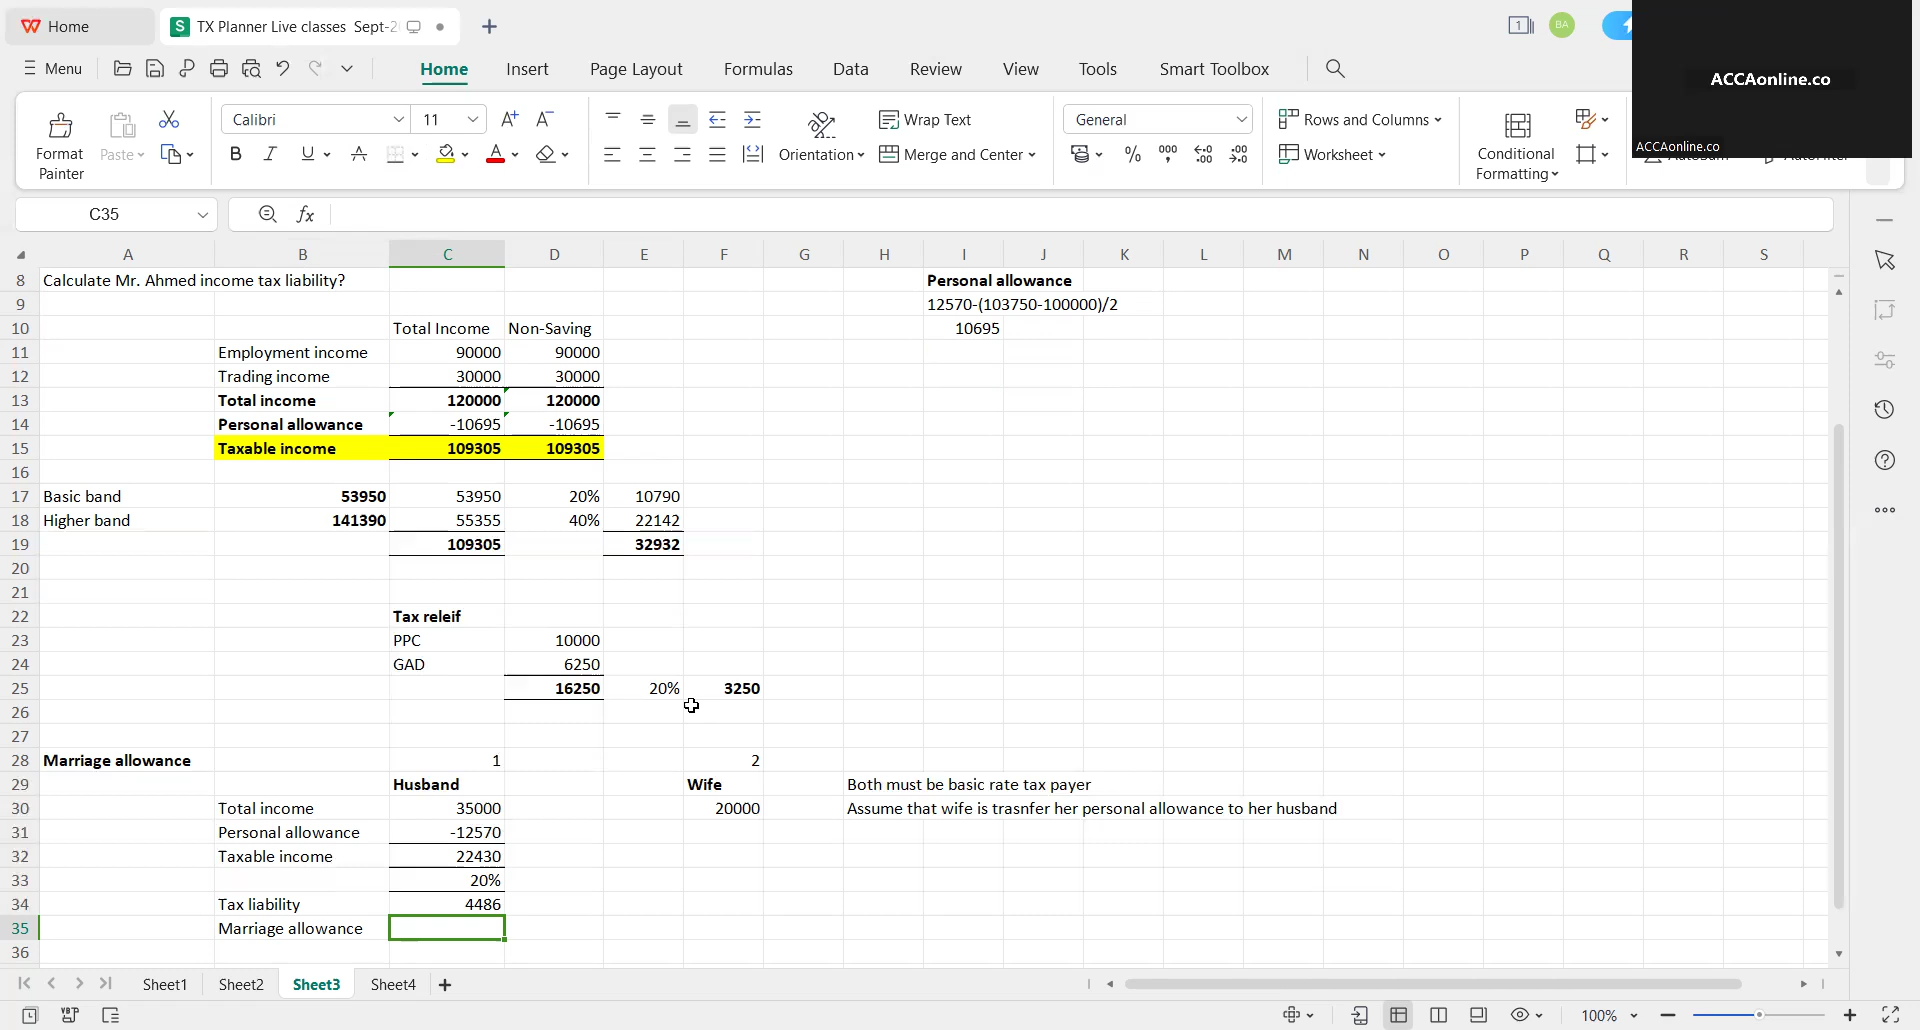 Home
TX Planner Live classes Sept-2
1
BA
ACCAonline.co
ACCAonline.co
Menu
Home Insert Page Layout Formulas Data Review View Tools Smart Toolbox
Format Painter
Paste
Calibri 11
A+ A-
B I U A
Orientation
Wrap Text
Merge and Center
General
Rows and Columns
Worksheet
Conditional Formatting
C35
fx
A B C D E F G H I J K L M N O P Q R S
8 Calculate Mr. Ahmed income tax liability? Personal allowance
9 12570-(103750-100000)/2
10 Total Income Non-Saving 10695
11 Employment income 90000 90000
12 Trading income 30000 30000
13 Total income 120000 120000
14 Personal allowance -10695 -10695
15 Taxable income 109305 109305
16
17 Basic band 53950 53950 20% 10790
18 Higher band 141390 55355 40% 22142
19 109305 32932
20
21
22 Tax releif
23 PPC 10000
24 GAD 6250
25 16250 20% 3250
26
27
28 Marriage allowance 1 2
29 Husband Wife Both must be basic rate tax payer
30 Total income 35000 20000 Assume that wife is trasnfer her personal allowance to her husband
31 Personal allowance -12570
32 Taxable income 22430
33 20%
34 Tax liability 4486
35 Marriage allowance
36
Sheet1 Sheet2 Sheet3 Sheet4
100%